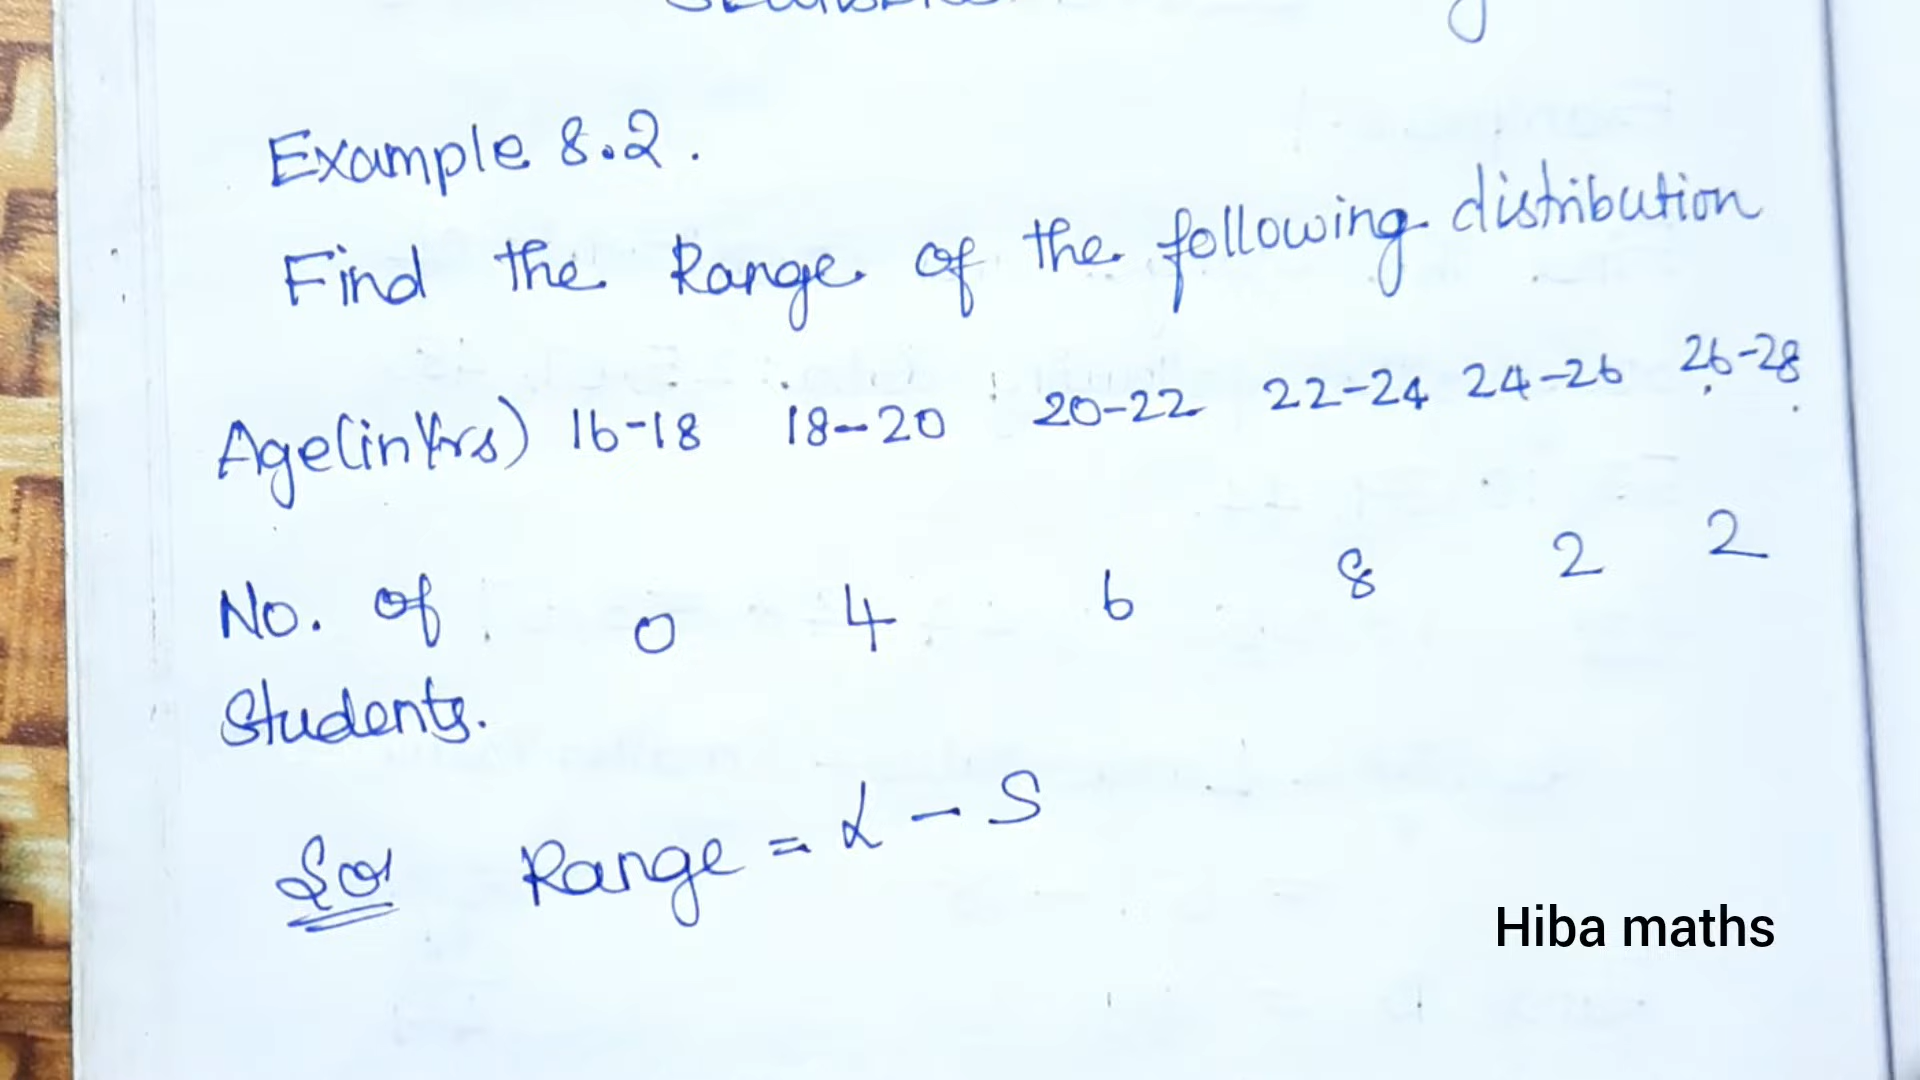 Example 8.2.
Find the Range of the following distribution
Age(in Yrs) 16-18 18-20 20-22 22-24 24-26 26-28
No. of 0 4 6 8 2 2
Students.
Sol Range = L - S
Hiba maths